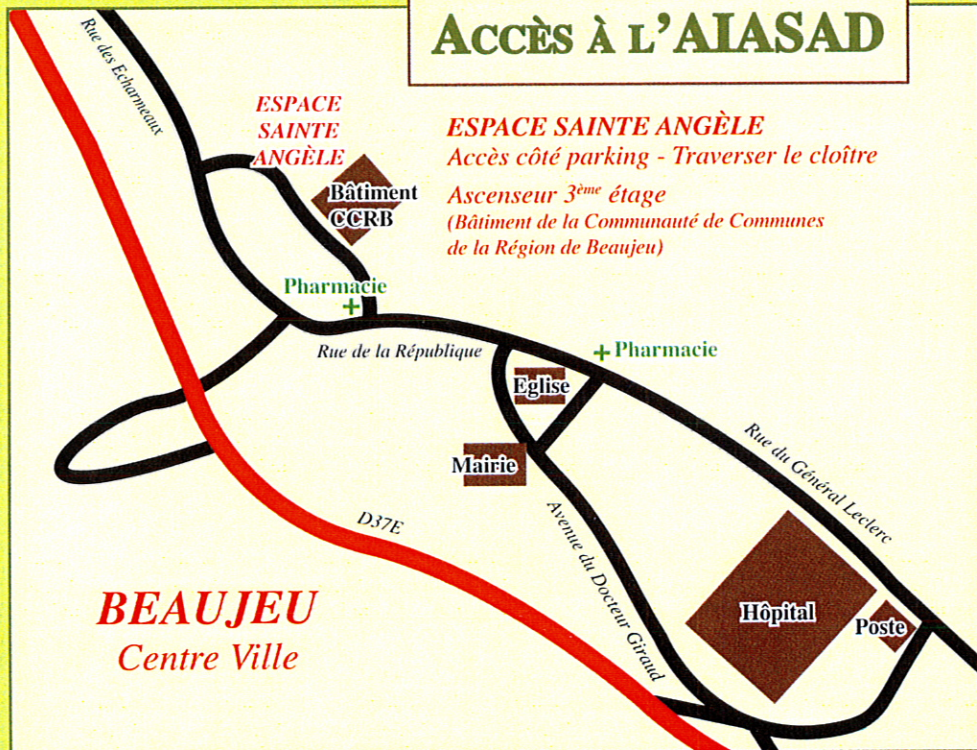 ACCÈS À L'AIASAD
Rue des Echarmeaux
ESPACE
SAINTE
ANGÈLE
ESPACE SAINTE ANGÈLE
Accès côté parking - Traverser le cloître
Ascenseur 3ème étage
(Bâtiment de la Communauté de Communes
de la Région de Beaujeu)
Bâtiment
CCRB
Pharmacie
Rue de la République
Pharmacie
Eglise
Mairie
Rue du Général Leclerc
D37E
Avenue du Docteur Giraud
Hôpital
Poste
BEAUJEU
Centre Ville